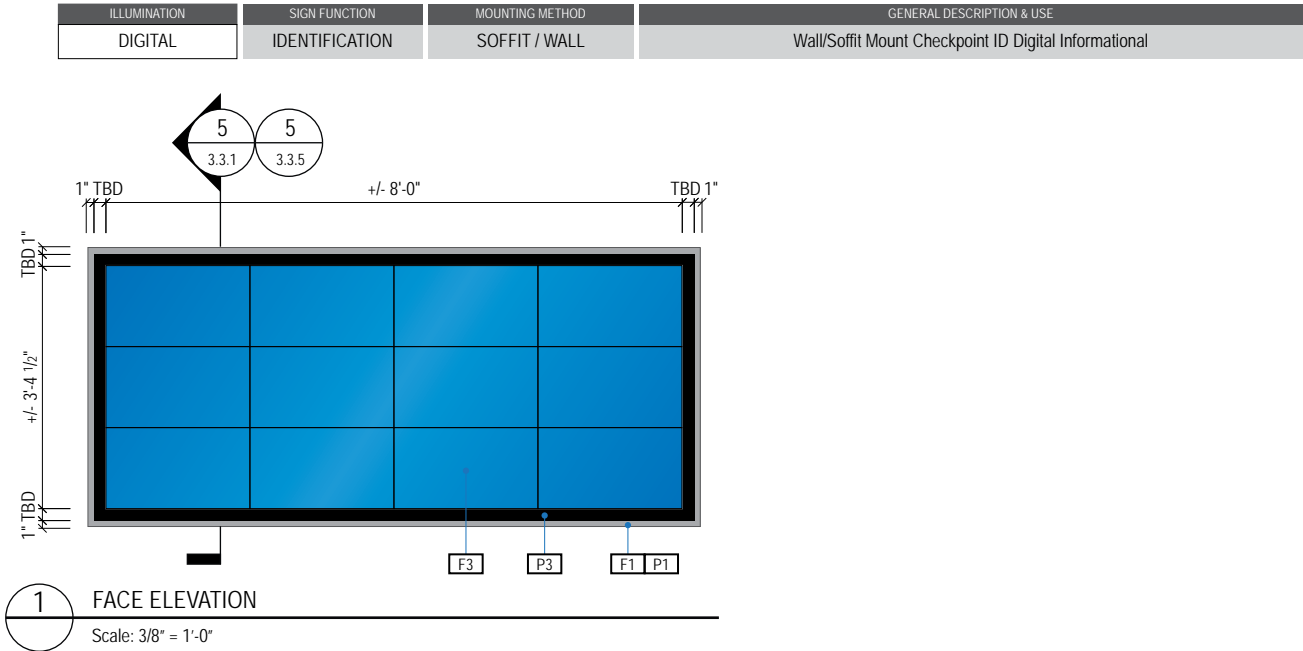 ILLUMINATION SIGN FUNCTION MOUNTING METHOD GENERAL DESCRIPTION & USE
DIGITAL IDENTIFICATION SOFFIT / WALL Wall/Soffit Mount Checkpoint ID Digital Informational
5 5
3.3.1 3.3.5
1" TBD +/- 8'-0" TBD 1"
TBD 1"
+/- 3'-4 1/2"
1" TBD
F3 P3 F1 P1
1 FACE ELEVATION
Scale: 3/8" = 1'-0"